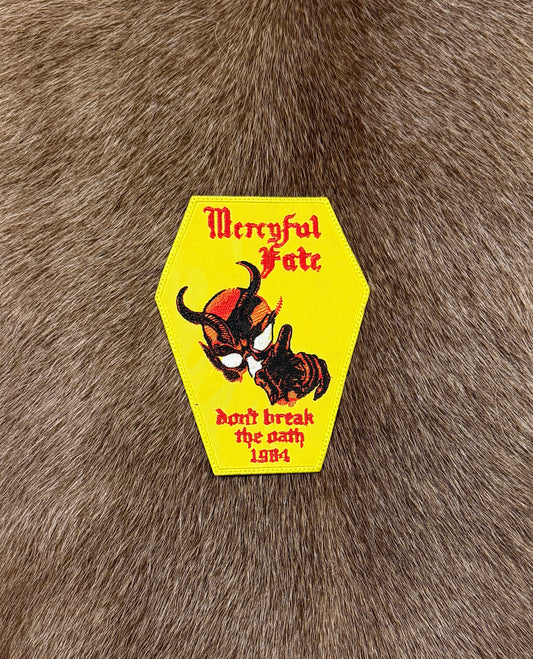 Mercyful
Fate
don't break
the oath
1984